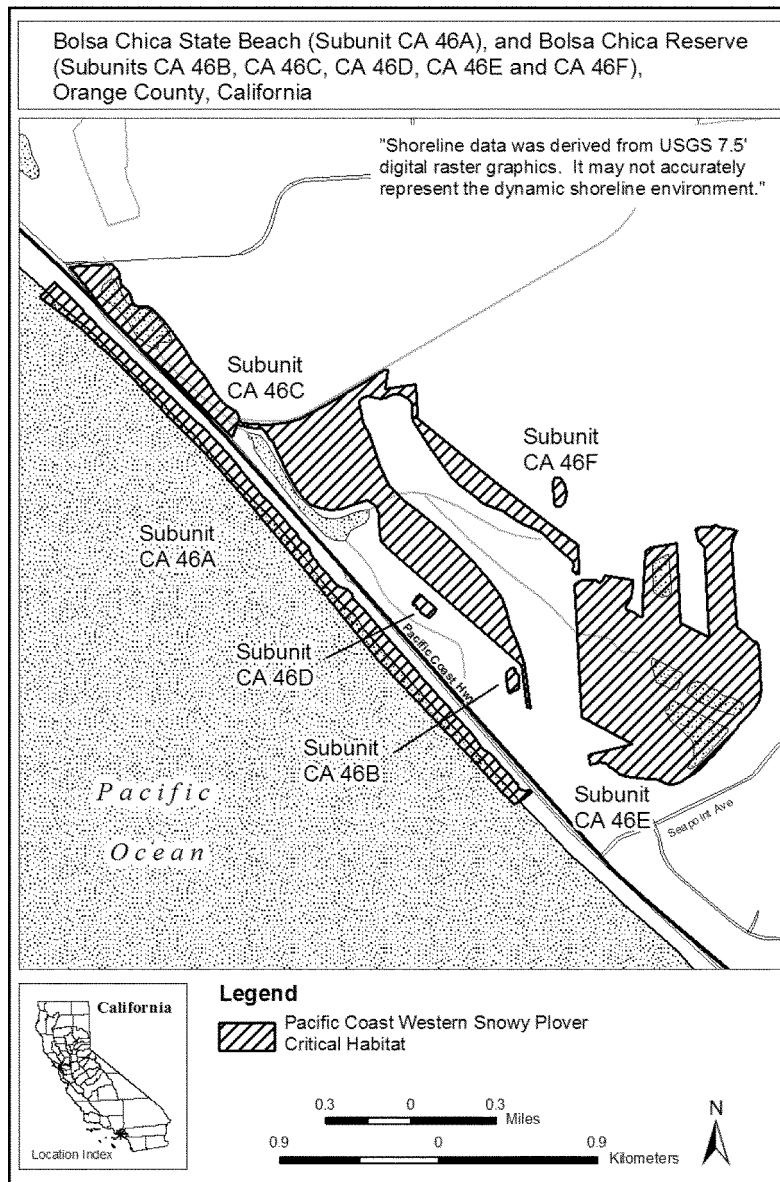 Bolsa Chica State Beach (Subunit CA 46A), and Bolsa Chica Reserve
(Subunits CA 46B, CA 46C, CA 46D, CA 46E and CA 46F),
Orange County, California
"Shoreline data was derived from USGS 7.5'
digital raster graphics.  It may not accurately
represent the dynamic shoreline environment."
Subunit
CA 46C
Subunit
CA 46F
Subunit
CA 46A
Subunit
CA 46D
Pacific Coast Hwy
Subunit
CA 46B
Pacific
Ocean
Subunit
CA 46E
Seapoint Ave
California
Location Index
Legend
Pacific Coast Western Snowy Plover
Critical Habitat
0.3 0 0.3
Miles
0.9 0 0.9
Kilometers
N